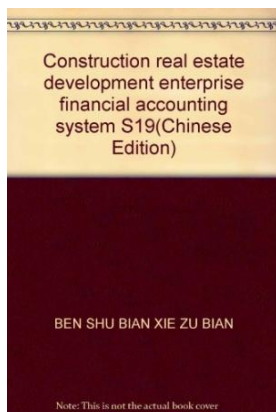 Construction real estate
development enterprise
financial accounting
system S19(Chinese
Edition)
BEN SHU BIAN XIE ZU BIAN
Note: This is not the actual book cover